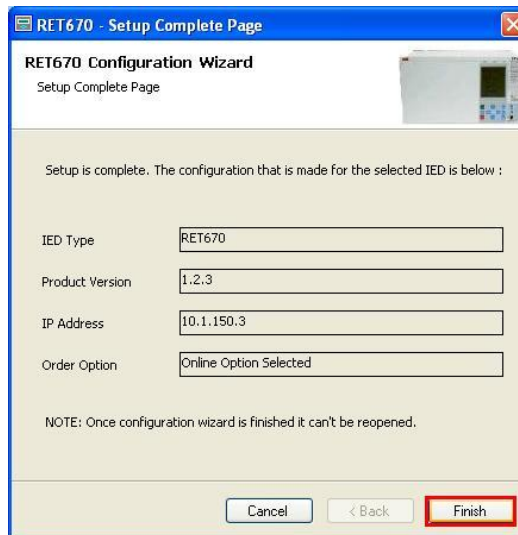 RET670 - Setup Complete Page
RET670 Configuration Wizard
Setup Complete Page
Setup is complete. The configuration that is made for the selected IED is below :
IED Type
RET670
Product Version
1.2.3
IP Address
10.1.150.3
Order Option
Online Option Selected
NOTE: Once configuration wizard is finished it can't be reopened.
Cancel
< Back
Finish